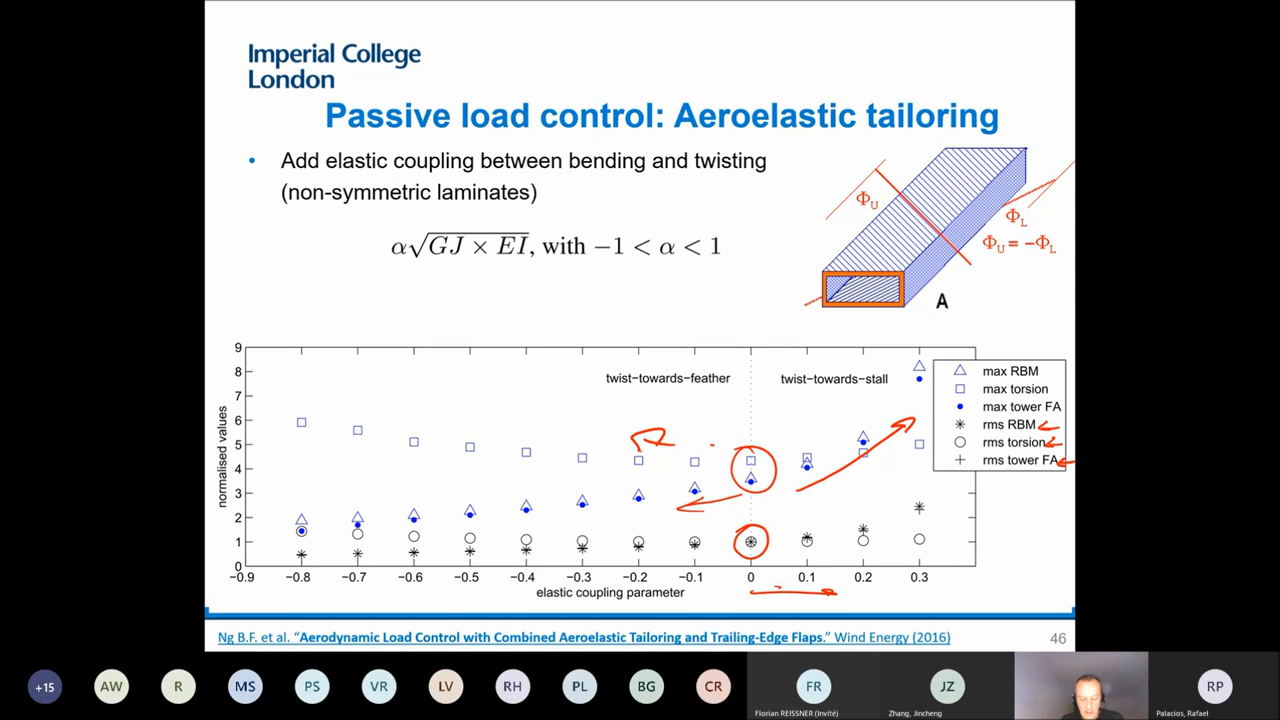 Imperial College
London
Passive load control: Aeroelastic tailoring
• Add elastic coupling between bending and twisting
(non-symmetric laminates)
α√GJ × EI, with −1 < α < 1
ΦU
ΦL
ΦU = −ΦL
A
9
8
7
6
5
4
3
2
1
0
normalised values
twist−towards−feather
twist−towards−stall
max RBM
max torsion
max tower FA
rms RBM
rms torsion
rms tower FA
−0.9 −0.8 −0.7 −0.6 −0.5 −0.4 −0.3 −0.2 −0.1 0 0.1 0.2 0.3
elastic coupling parameter
Ng B.F. et al. “Aerodynamic Load Control with Combined Aeroelastic Tailoring and Trailing-Edge Flaps.” Wind Energy (2016)
46
+15 AW R MS PS VR LV RH PL BG CR FR JZ RP
Florian REISSNER (Invité) Zhang, Jincheng Palacios, Rafael